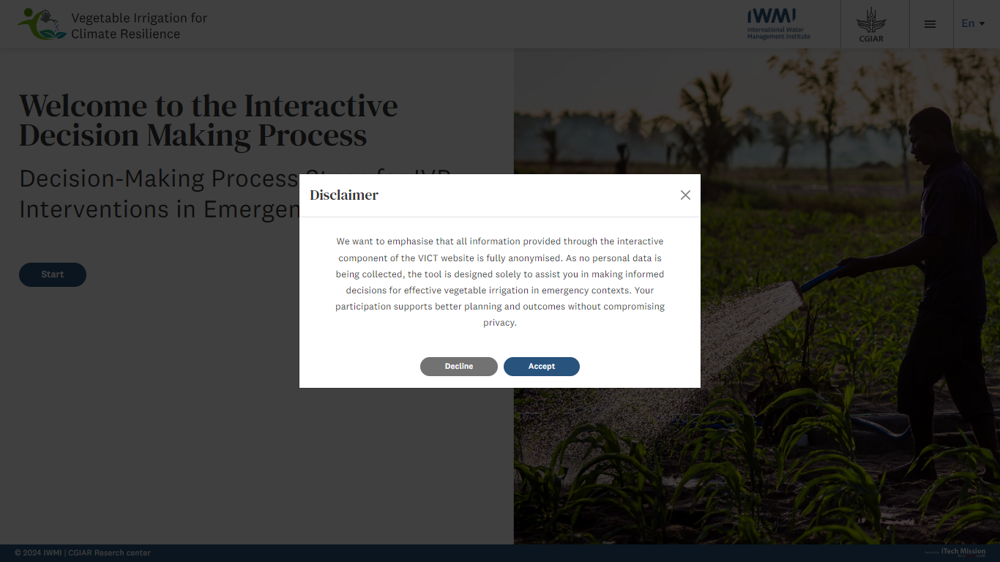 Vegetable Irrigation for
Climate Resilience
IWMI
International Water
Management Institute
CGIAR
En
Welcome to the Interactive
Decision Making Process
Decision-Making Process Steps for IVR
Interventions in Emergen
Start
Disclaimer
We want to emphasise that all information provided through the interactive
component of the VICT website is fully anonymised. As no personal data is
being collected, the tool is designed solely to assist you in making informed
decisions for effective vegetable irrigation in emergency contexts. Your
participation supports better planning and outcomes without compromising
privacy.
Decline
Accept
© 2024 IWMI | CGIAR Reserch center
iTech Mission